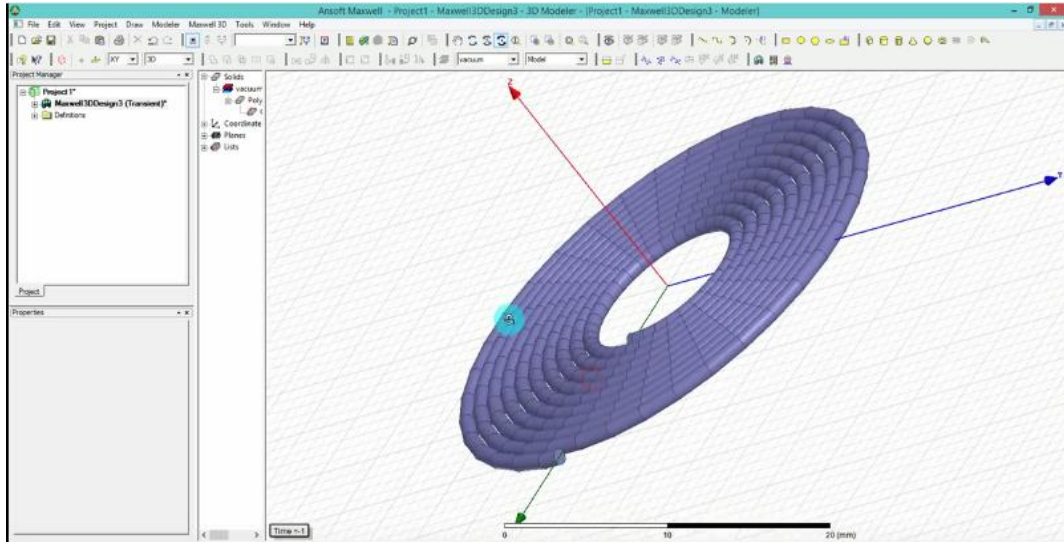 Ansoft Maxwell - Project1 - Maxwell3DDesign3 - 3D Modeler - [Project1 - Maxwell3DDesign3 - Modeler]
File Edit View Project Draw Modeler Maxwell 3D Tools Window Help
XY 3D vacuum Model
Project Manager
Project1*
Maxwell3DDesign3 (Transient)*
Definitions
Project
Properties
Solids
vacuum
Poly
Coordinate
Planes
Lists
Z
Y
Time =-1
0 10 20 (mm)